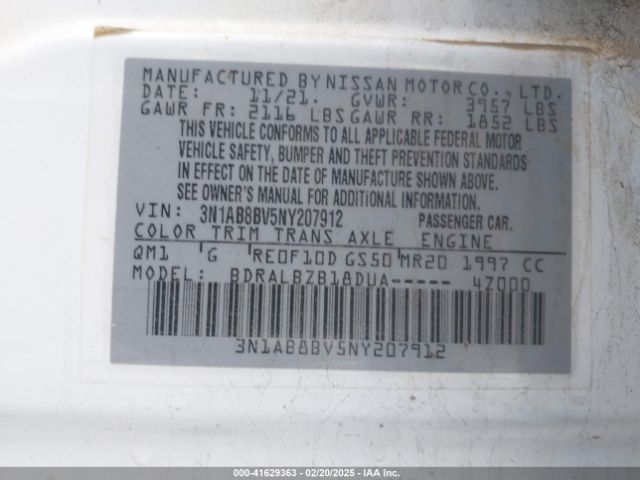 MANUFACTURED BY NISSAN MOTOR CO., LTD.
DATE: 11/21. GVWR: 3957 LBS
GAWR FR: 2116 LBS GAWR RR: 1852 LBS
THIS VEHICLE CONFORMS TO ALL APPLICABLE FEDERAL MOTOR
VEHICLE SAFETY, BUMPER AND THEFT PREVENTION STANDARDS
IN EFFECT ON THE DATE OF MANUFACTURE SHOWN ABOVE.
SEE OWNER'S MANUAL FOR ADDITIONAL INFORMATION.
VIN: 3N1AB8BV5NY207912 PASSENGER CAR.
COLOR TRIM TRANS AXLE ENGINE
QM1 G RE0F10D GS50 MR20 1997 CC
MODEL: BDRALBZB18DUA----- 4Z000
3N1AB8BV5NY207912
000-41629363 - 02/20/2025 - IAAI.COM